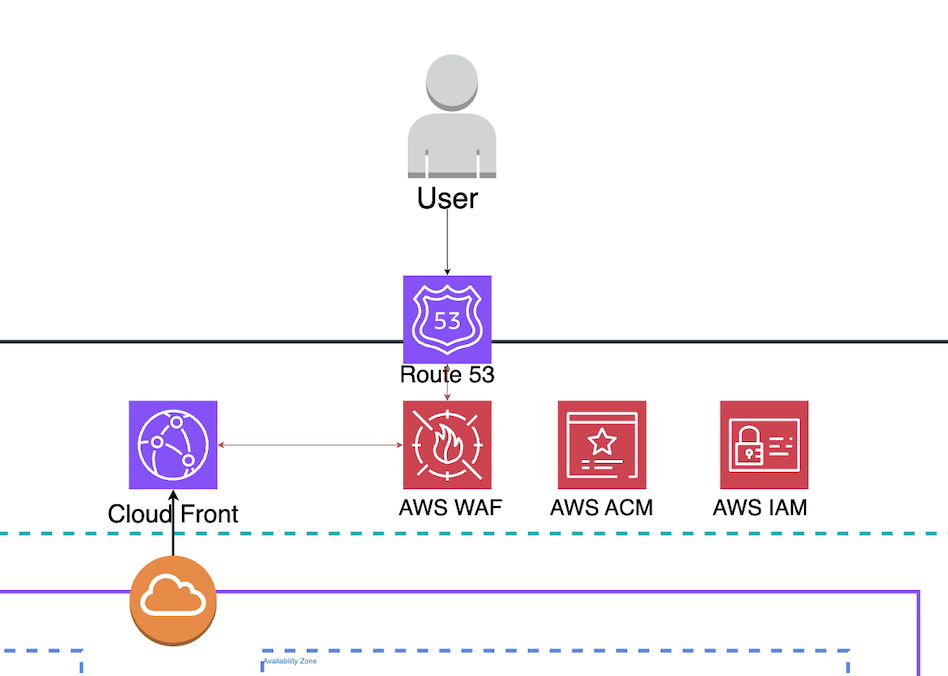 User
53
Route 53
Cloud Front
AWS WAF
AWS ACM
AWS IAM
Availability Zone